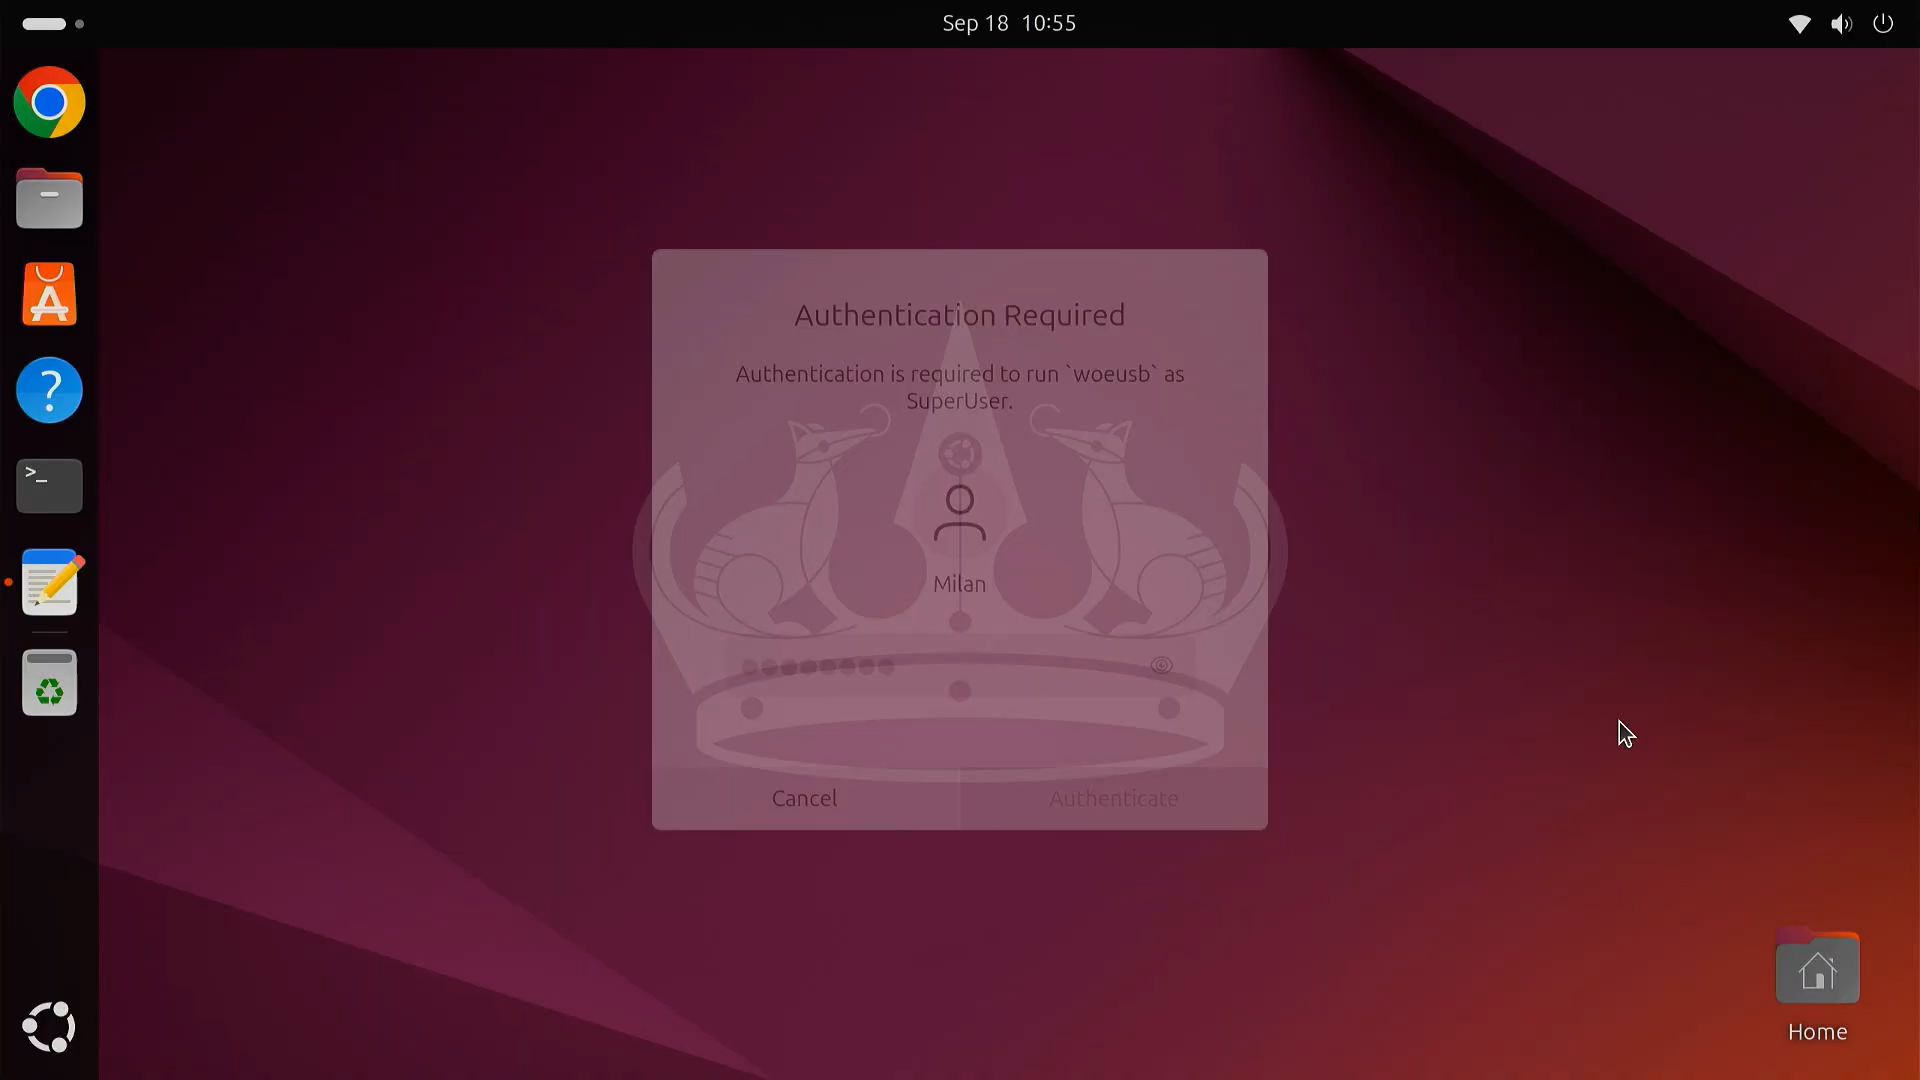 Sep 18 10:55
Authentication Required
Authentication is required to run `woeusb` as
SuperUser.
Milan
Cancel
Authenticate
Home